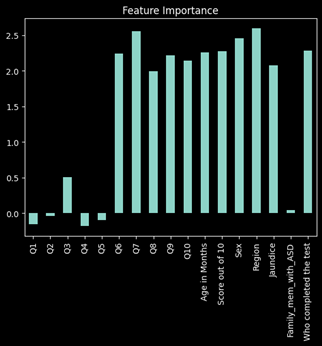 Feature Importance
2.5
2.0
1.5
1.0
0.5
0.0
Q1
Q2
Q3
Q4
Q5
Q6
Q7
Q8
Q9
Q10
Age in Months
Score out of 10
Sex
Region
Jaundice
Family_mem_with_ASD
Who completed the test